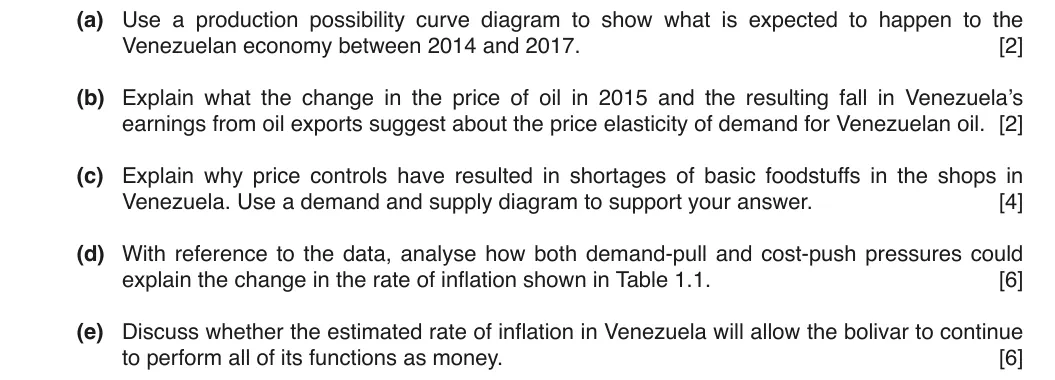 (a) Use a production possibility curve diagram to show what is expected to happen to the
Venezuelan economy between 2014 and 2017. [2]
(b) Explain what the change in the price of oil in 2015 and the resulting fall in Venezuela’s
earnings from oil exports suggest about the price elasticity of demand for Venezuelan oil. [2]
(c) Explain why price controls have resulted in shortages of basic foodstuffs in the shops in
Venezuela. Use a demand and supply diagram to support your answer. [4]
(d) With reference to the data, analyse how both demand-pull and cost-push pressures could
explain the change in the rate of inflation shown in Table 1.1. [6]
(e) Discuss whether the estimated rate of inflation in Venezuela will allow the bolivar to continue
to perform all of its functions as money. [6]